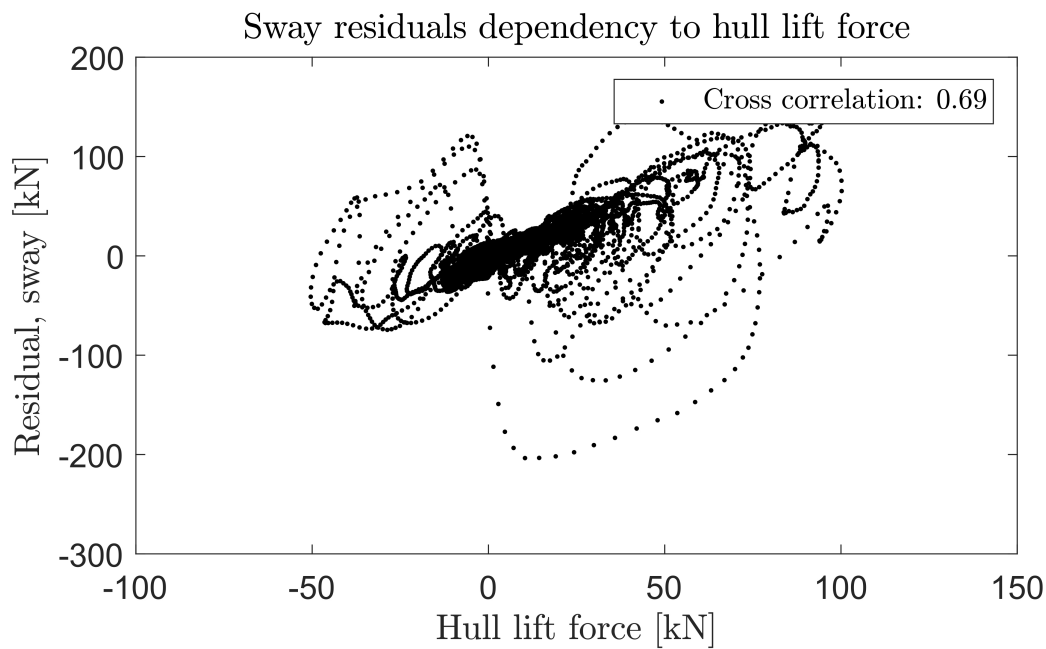 Sway residuals dependency to hull lift force
Cross correlation: 0.69
Residual, sway [kN]
200
100
0
-100
-200
-300
-100 -50 0 50 100 150
Hull lift force [kN]